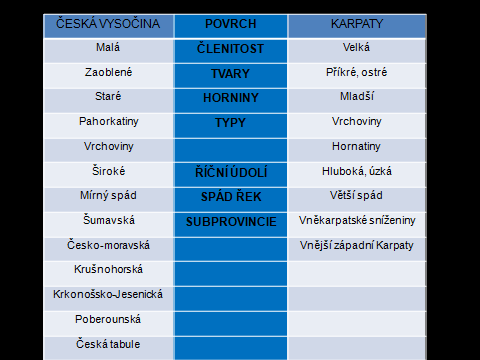 ČESKÁ VYSOČINA POVRCH KARPATY
Malá ČLENITOST Velká
Zaoblené TVARY Příkré, ostré
Staré HORNINY Mladší
Pahorkatiny TYPY Vrchoviny
Vrchoviny Hornatiny
Široké ŘÍČNÍ ÚDOLÍ Hluboká, úzká
Mírný spád SPÁD ŘEK Větší spád
Šumavská SUBPROVINCIE Vněkarpatské sníženiny
Česko-moravská Vnější západní Karpaty
Krušnohorská
Krkonošsko-Jesenická
Poberounská
Česká tabule